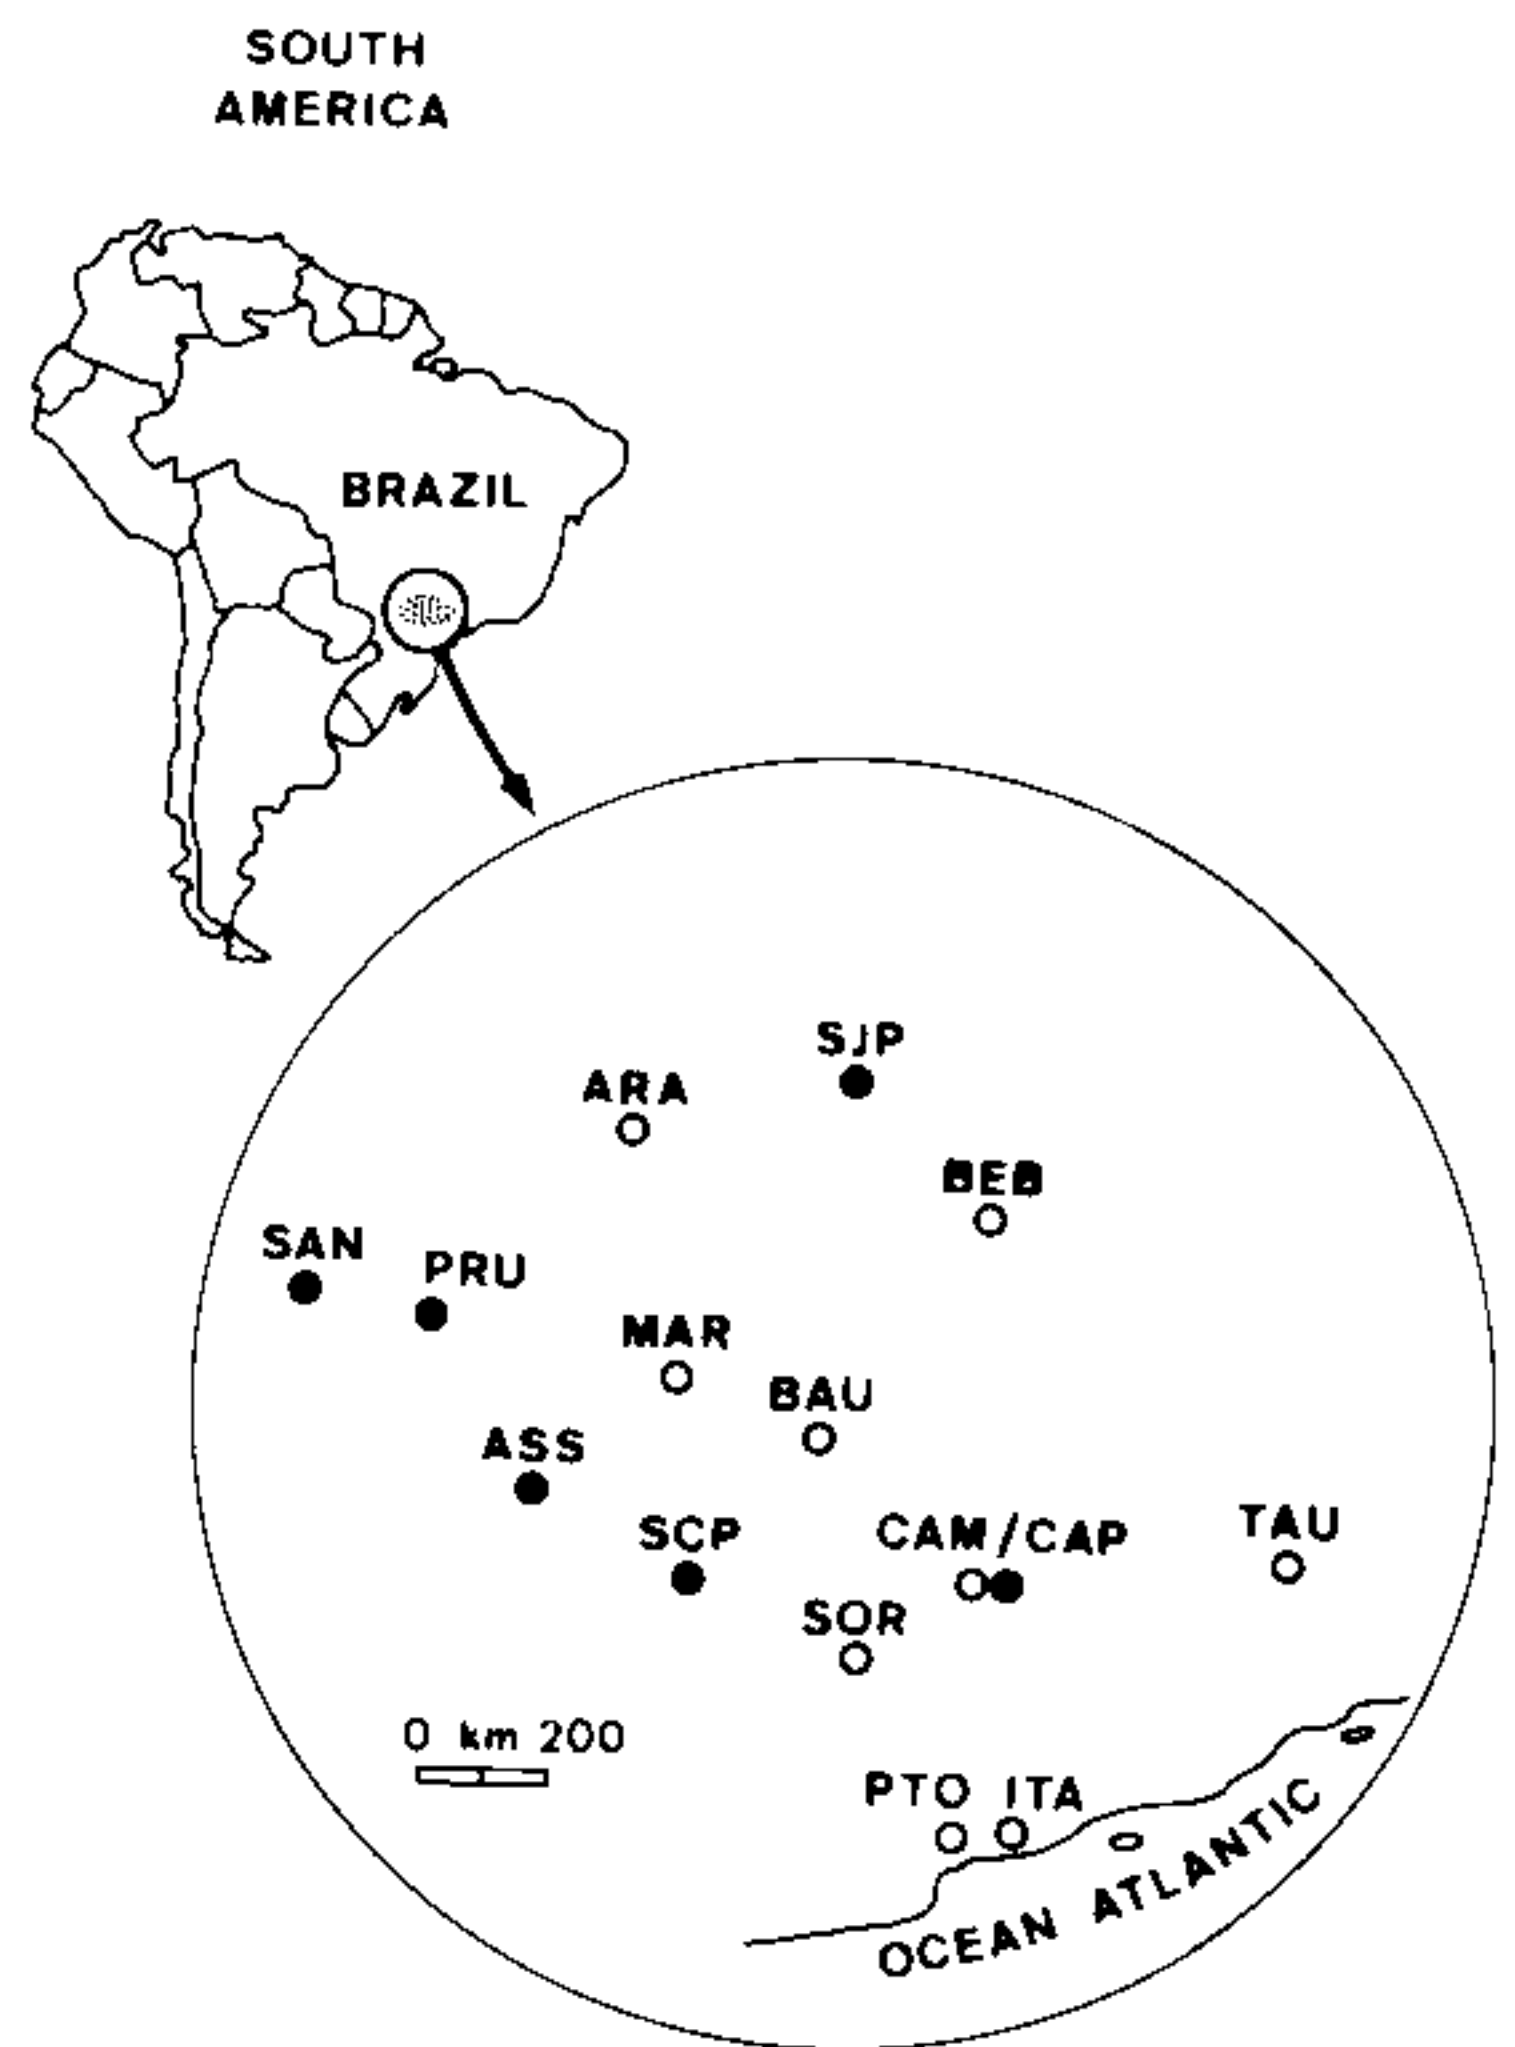 SOUTH
AMERICA
BRAZIL
SJP
ARA
BEB
SAN
PRU
MAR
BAU
ASS
SCP
CAM/CAP
TAU
SOR
0 km 200
PTO ITA
OCEAN ATLANTIC